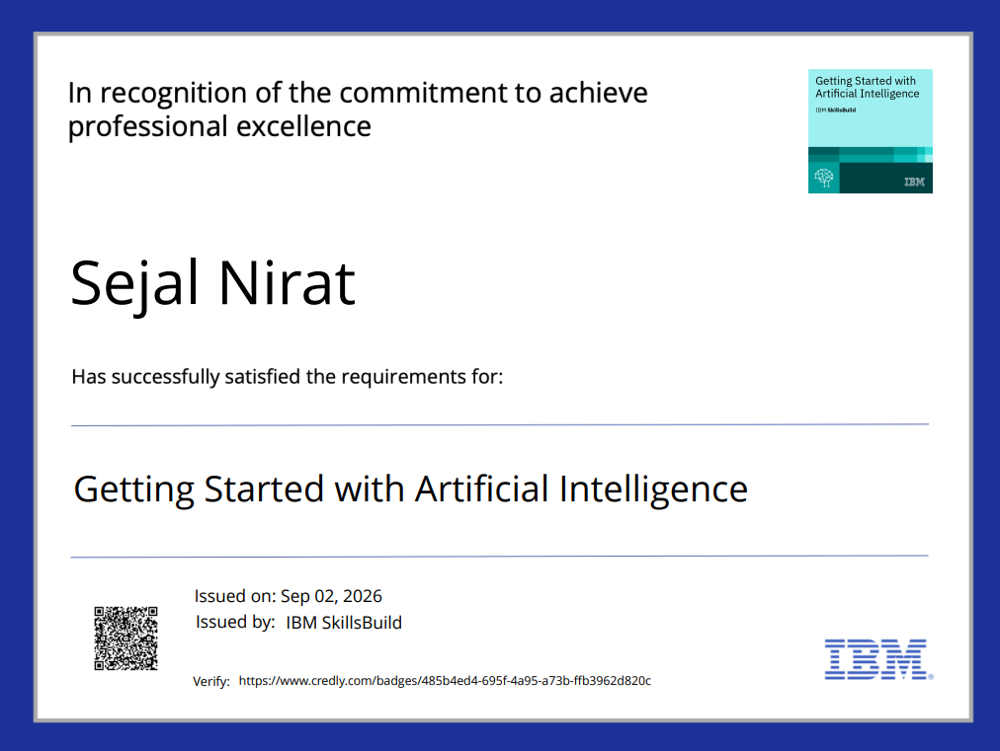 In recognition of the commitment to achieve
professional excellence
Getting Started with
Artificial Intelligence
IBM SkillsBuild
IBM
Sejal Nirat
Has successfully satisfied the requirements for:
Getting Started with Artificial Intelligence
Issued on: Sep 02, 2026
Issued by: IBM SkillsBuild
Verify: https://www.credly.com/badges/485b4ed4-695f-4a95-a73b-ffb3962d820c
IBM®